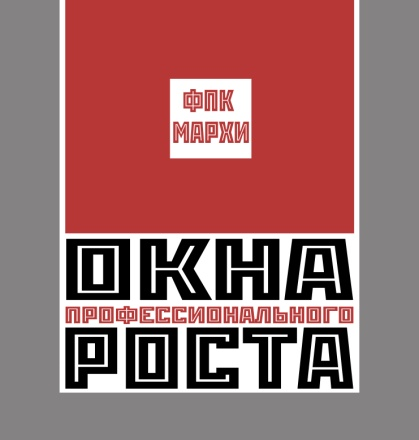 ФПК
МАРХИ
ОКНА
ПРОФЕССИОНАЛЬНОГО
РОСТА